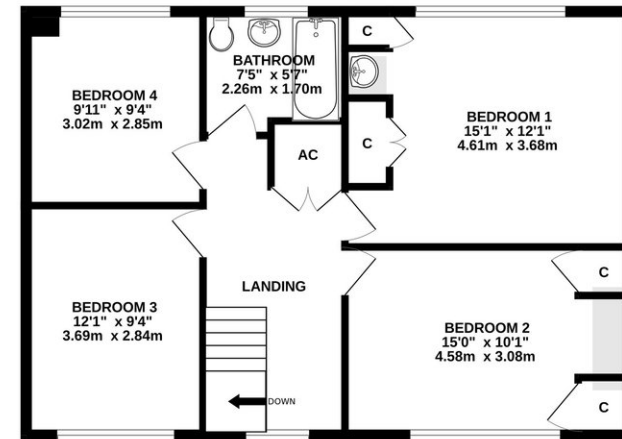 BEDROOM 4
9'11" x 9'4"
3.02m x 2.85m
BATHROOM
7'5" x 5'7"
2.26m x 1.70m
C
C
AC
BEDROOM 1
15'1" x 12'1"
4.61m x 3.68m
BEDROOM 3
12'1" x 9'4"
3.69m x 2.84m
LANDING
DOWN
BEDROOM 2
15'0" x 10'1"
4.58m x 3.08m
C
C